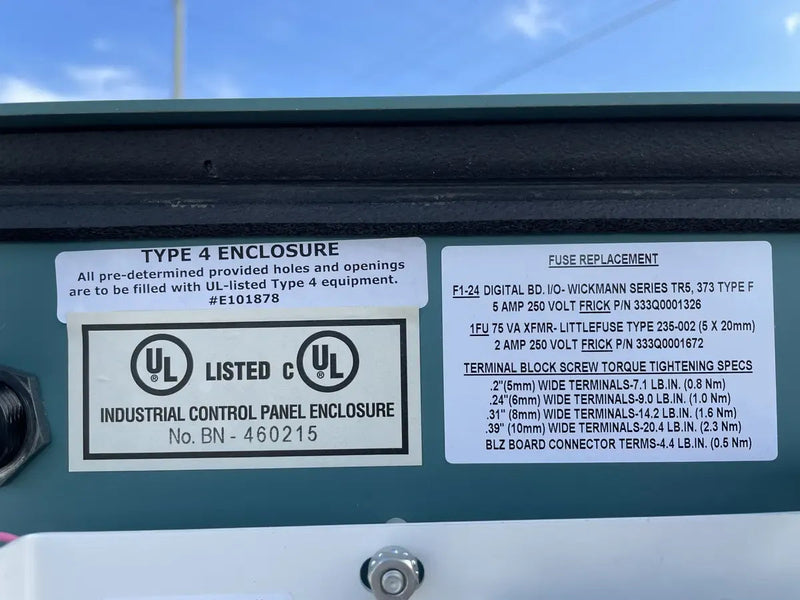 TYPE 4 ENCLOSURE
All pre-determined provided holes and openings
are to be filled with UL-listed Type 4 equipment.
#E101878
UL ® LISTED C UL ®
INDUSTRIAL CONTROL PANEL ENCLOSURE
No. BN - 460215
FUSE REPLACEMENT
F1-24 DIGITAL BD. I/O- WICKMANN SERIES TR5, 373 TYPE F
5 AMP 250 VOLT FRICK P/N 333Q0001326
1FU 75 VA XFMR- LITTLEFUSE TYPE 235-002 (5 X 20mm)
2 AMP 250 VOLT FRICK P/N 333Q0001672
TERMINAL BLOCK SCREW TORQUE TIGHTENING SPECS
.2"(5mm) WIDE TERMINALS-7.1 LB.IN. (0.8 Nm)
.24"(6mm) WIDE TERMINALS-9.0 LB.IN. (1.0 Nm)
.31" (8mm) WIDE TERMINALS-14.2 LB.IN. (1.6 Nm)
.39" (10mm) WIDE TERMINALS-20.4 LB.IN. (2.3 Nm)
BLZ BOARD CONNECTOR TERMS-4.4 LB.IN. (0.5 Nm)